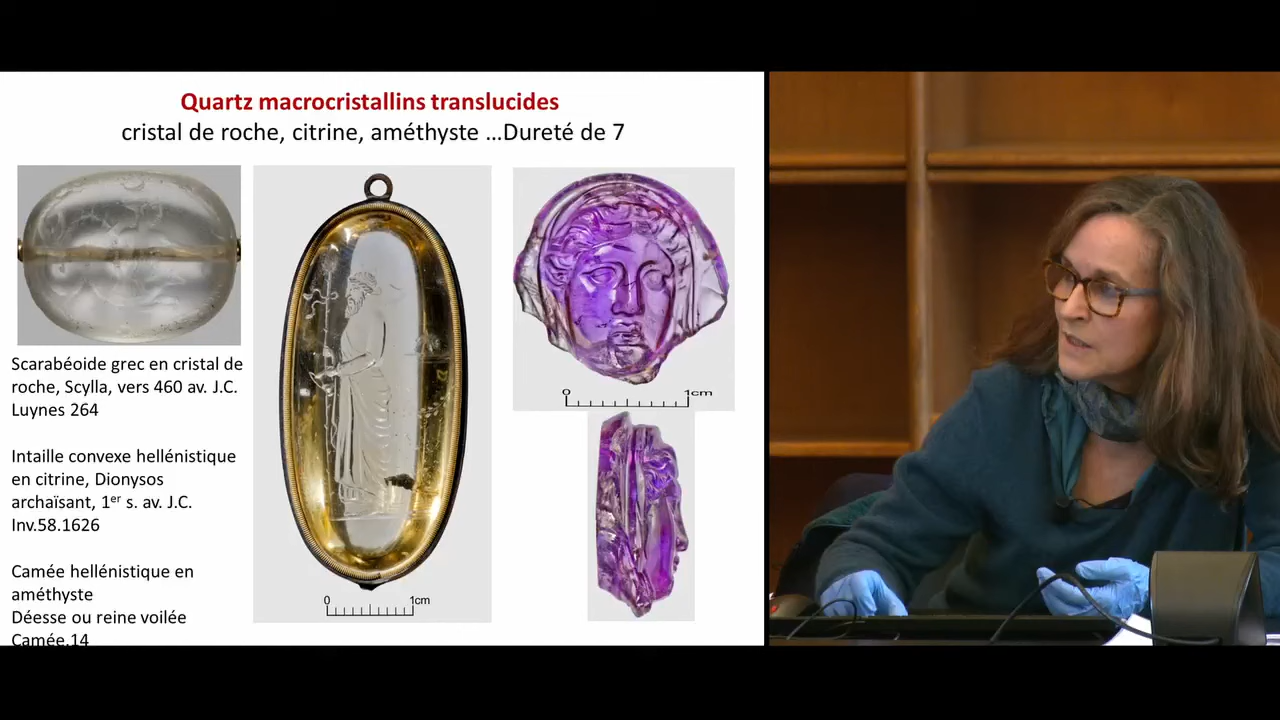 Quartz macrocristallins translucides
cristal de roche, citrine, améthyste ...Dureté de 7
Scarabéoide grec en cristal de
roche, Scylla, vers 460 av. J.C.
Luynes 264
Intaille convexe hellénistique
en citrine, Dionysos
archaïsant, 1er s. av. J.C.
Inv.58.1626
Camée hellénistique en
améthyste
Déesse ou reine voilée
Camée.14
0 1cm
0 1cm